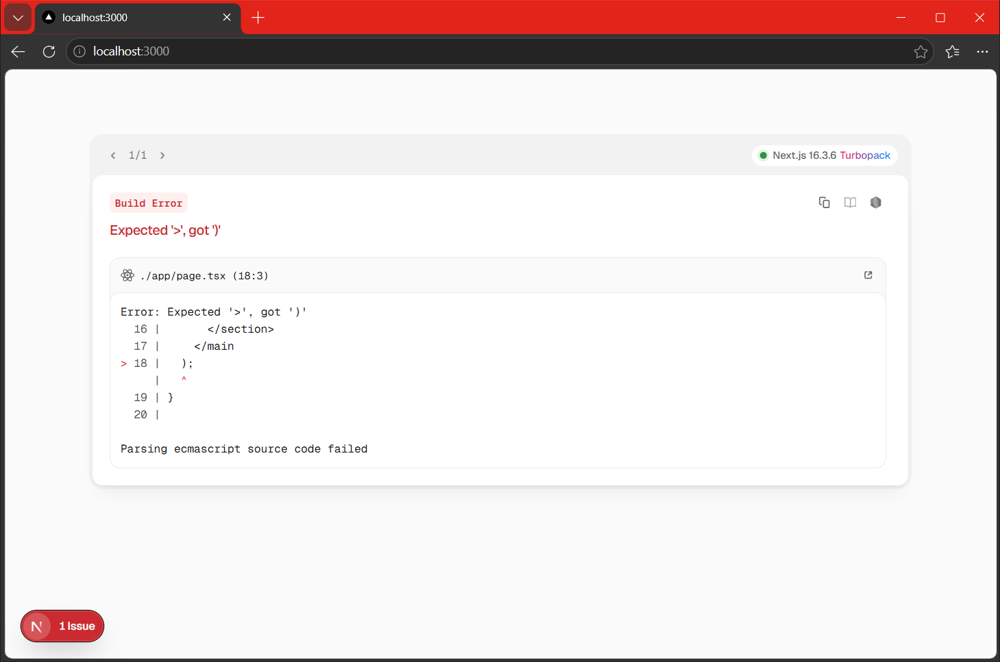 localhost:3000
localhost:3000
1/1
Next.js 16.3.6 Turbopack
Build Error
Expected '>', got ')'
./app/page.tsx (18:3)
Error: Expected '>', got ')'
  16 |       </section>
  17 |     </main
> 18 |   );
     |   ^
  19 | }
  20 |
Parsing ecmascript source code failed
N 1 Issue